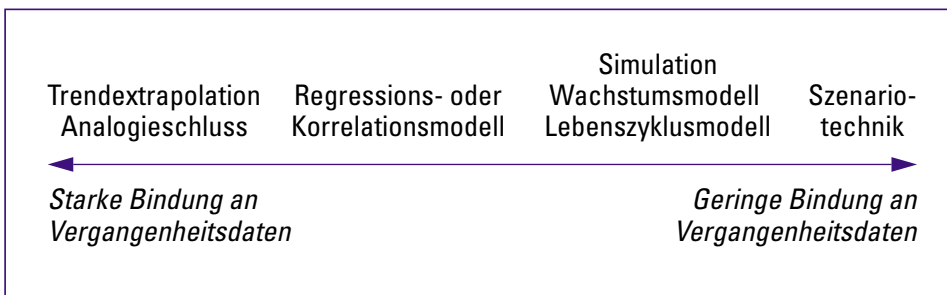 Trendextrapolation
Analogieschluss
Regressions- oder
Korrelationsmodell
Simulation
Wachstumsmodell
Lebenszyklusmodell
Szenario-
technik
Starke Bindung an
Vergangenheitsdaten
Geringe Bindung an
Vergangenheitsdaten